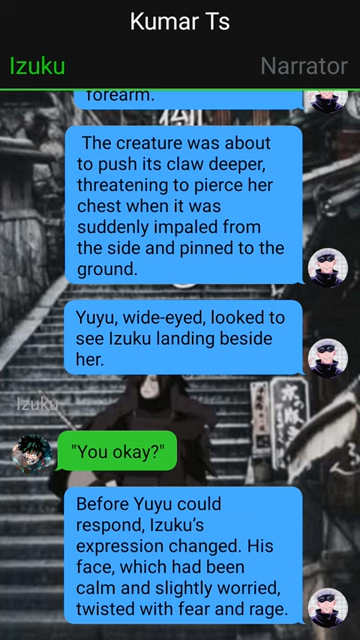 Kumar Ts
Izuku
Narrator
forearm.
The creature was about
to push its claw deeper,
threatening to pierce her
chest when it was
suddenly impaled from
the side and pinned to the
ground.
Yuyu, wide-eyed, looked to
see Izuku landing beside
her.
Izuku
"You okay?"
Before Yuyu could
respond, Izuku’s
expression changed. His
face, which had been
calm and slightly worried,
twisted with fear and rage.